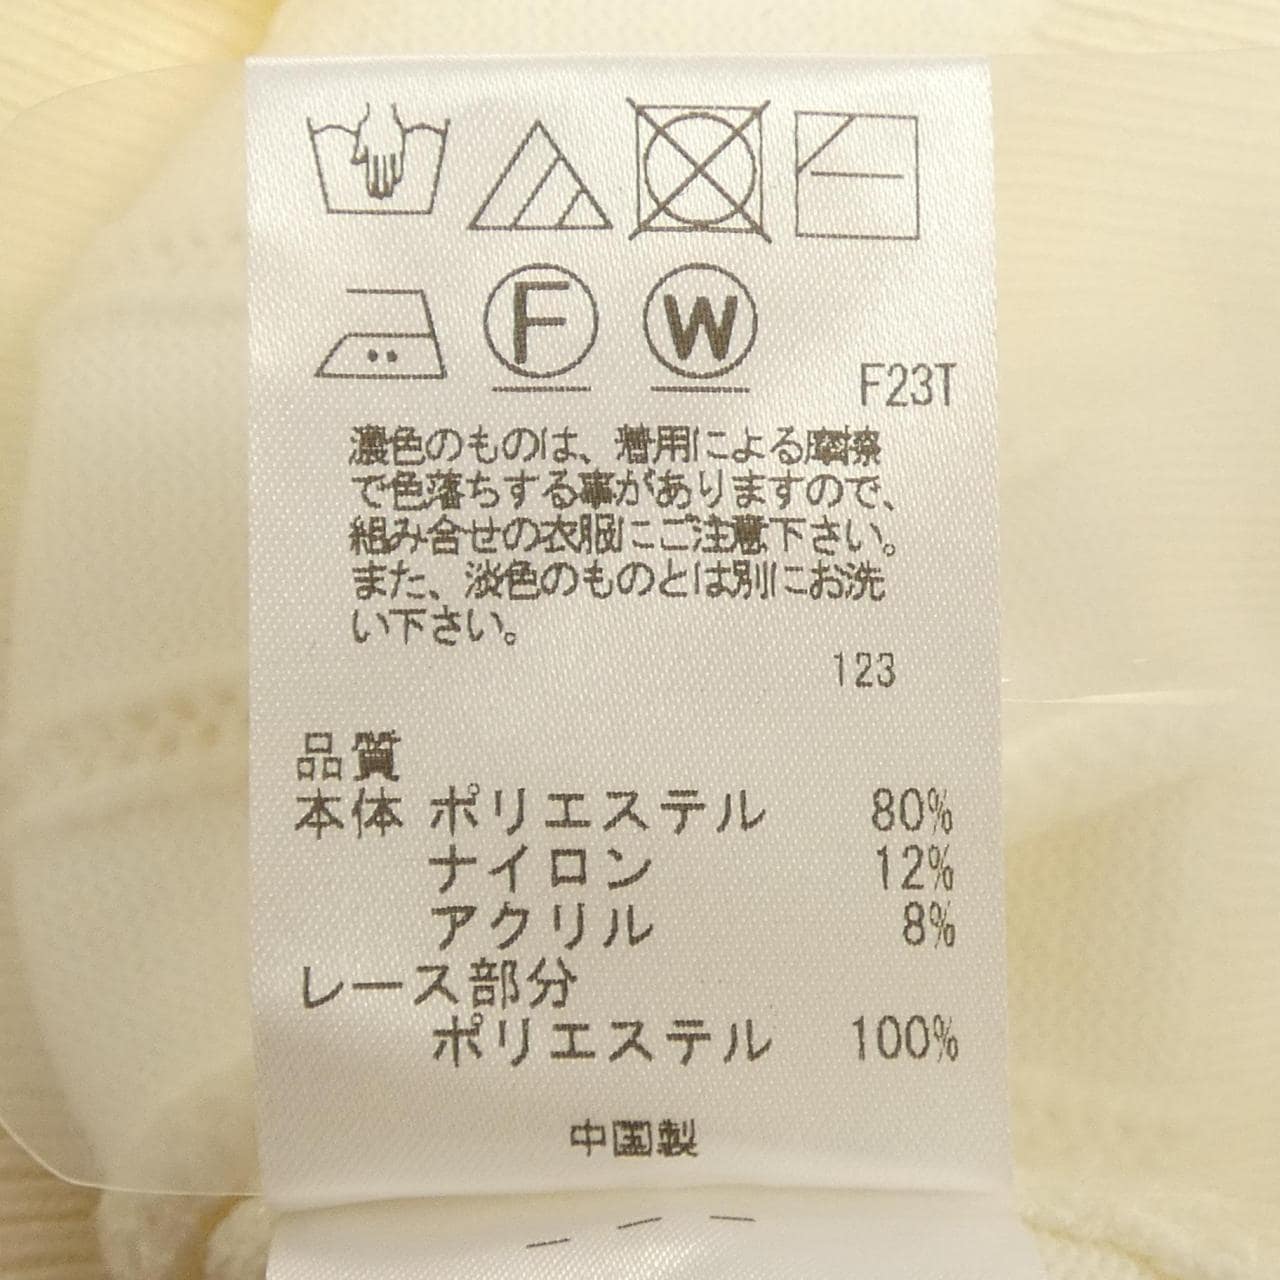 F W
F23T
濃色のものは、着用による摩擦
で色落ちする事がありますので、
組み合せの衣服にご注意下さい。
また、淡色のものとは別にお洗
い下さい。
123
品質
本体 ポリエステル 80%
ナイロン 12%
アクリル 8%
レース部分
ポリエステル 100%
中国製